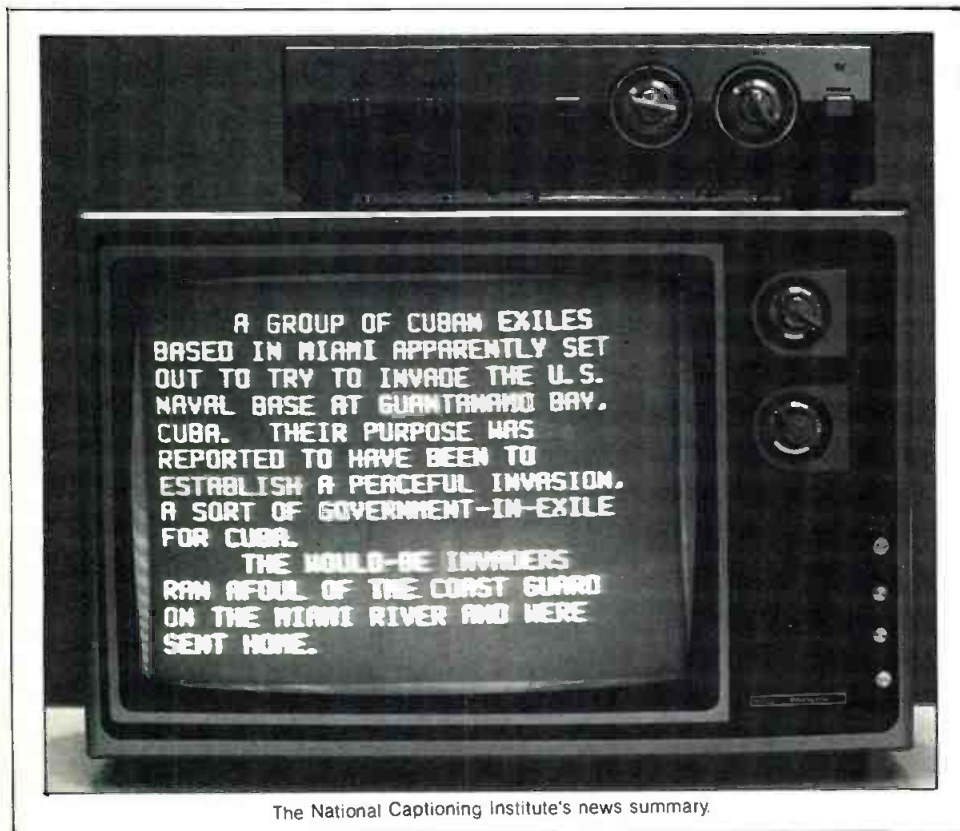 A GROUP OF CUBAN EXILES
BASED IN MIAMI APPARENTLY SET
OUT TO TRY TO INVADE THE U.S.
NAVAL BASE AT GUANTANAMO BAY,
CUBA. THEIR PURPOSE WAS
REPORTED TO HAVE BEEN TO
ESTABLISH A PEACEFUL INVASION,
A SORT OF GOVERNMENT-IN-EXILE
FOR CUBA.
THE WOULD-BE INVADERS
RAN AFOUL OF THE COAST GUARD
ON THE MIAMI RIVER AND WERE
SENT HOME.
The National Captioning Institute's news summary.